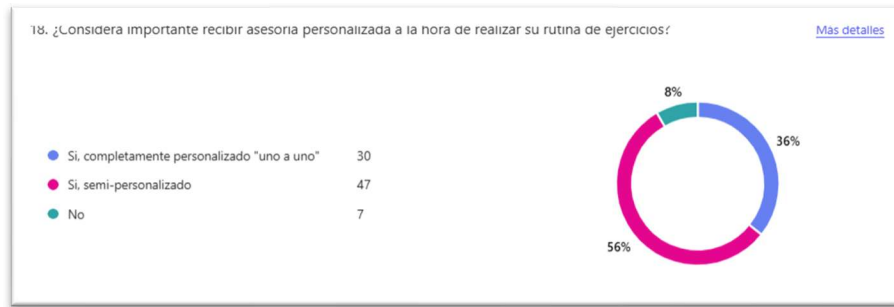 18. ¿Considera importante recibir asesoría personalizada a la hora de realizar su rutina de ejercicios?
Más detalles
Si, completamente personalizado "uno a uno" 30
Si, semi-personalizado 47
No 7
8%
36%
56%